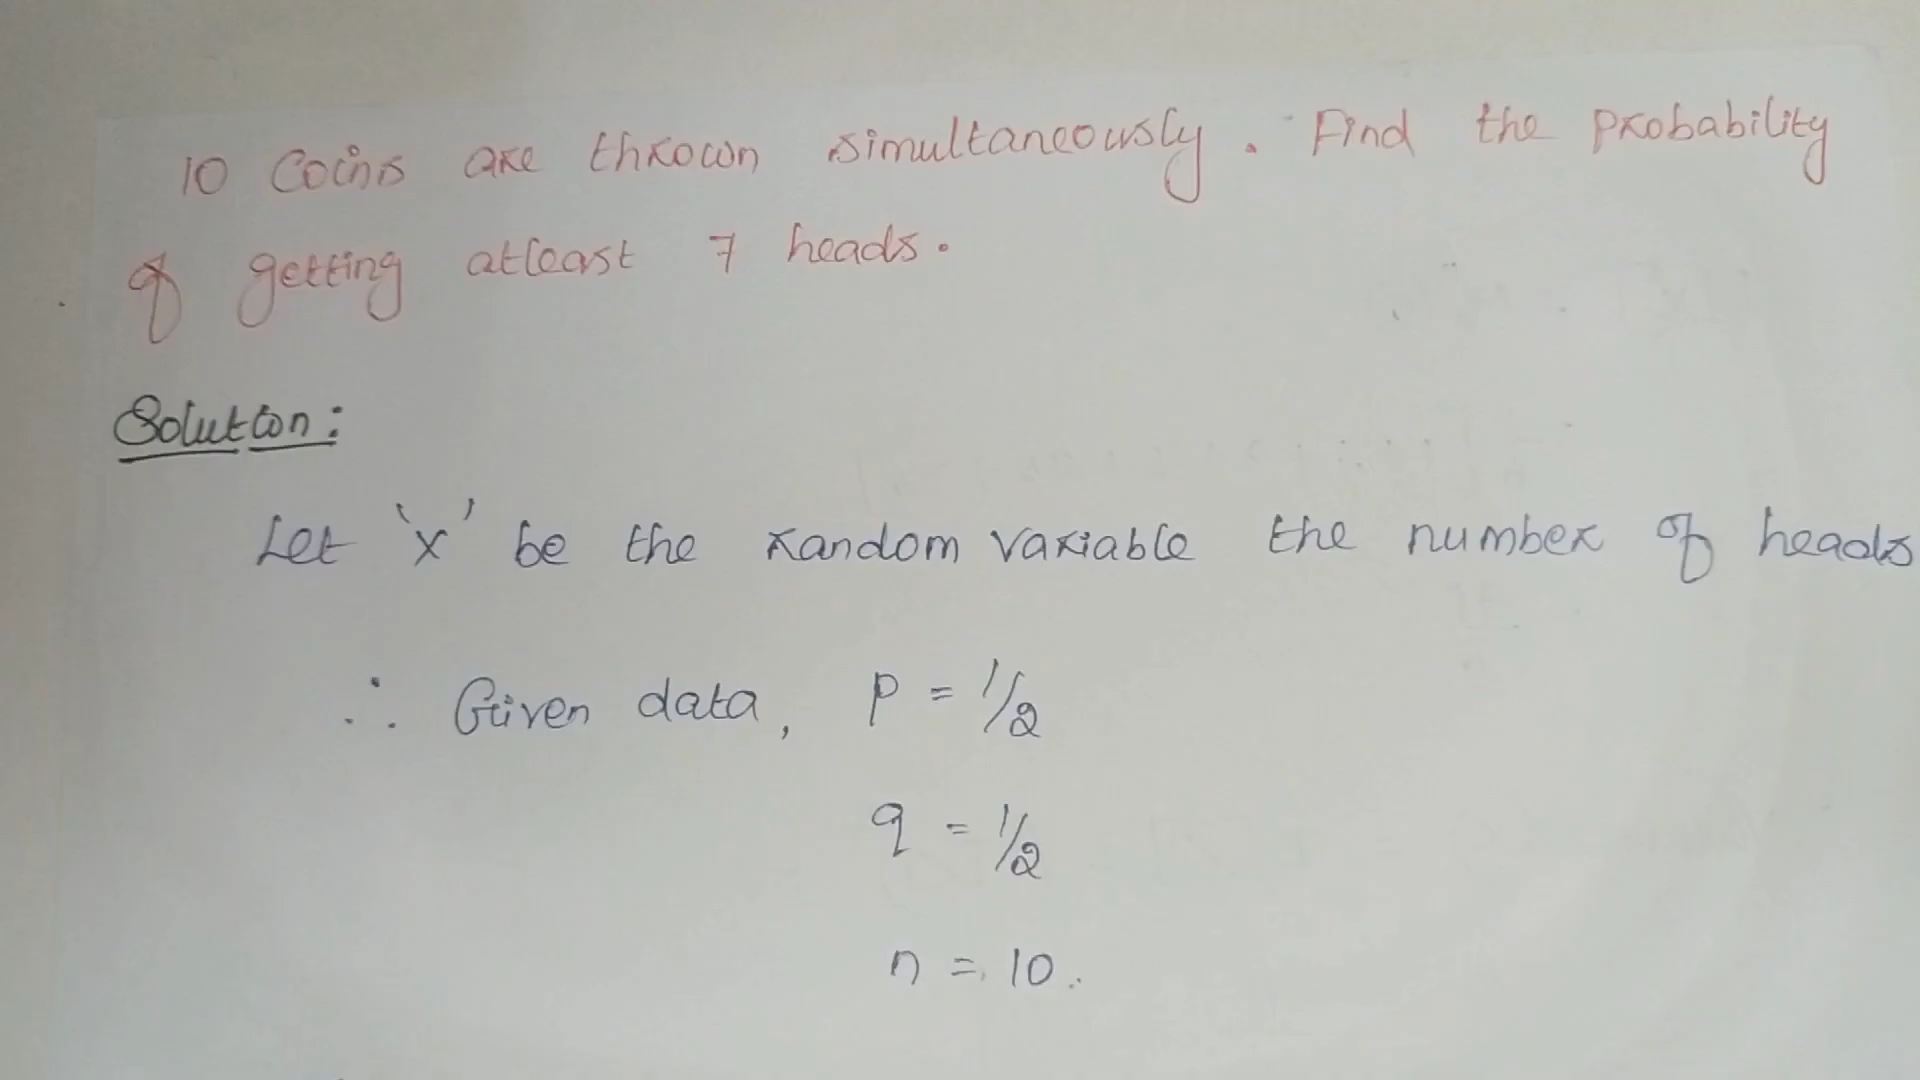 10 Coins are thrown simultaneously. Find the probability
of getting atleast 7 heads.
Solution:
Let 'x' be the random variable the number of heads
∴ Given data, p = 1/2
q = 1/2
n = 10.